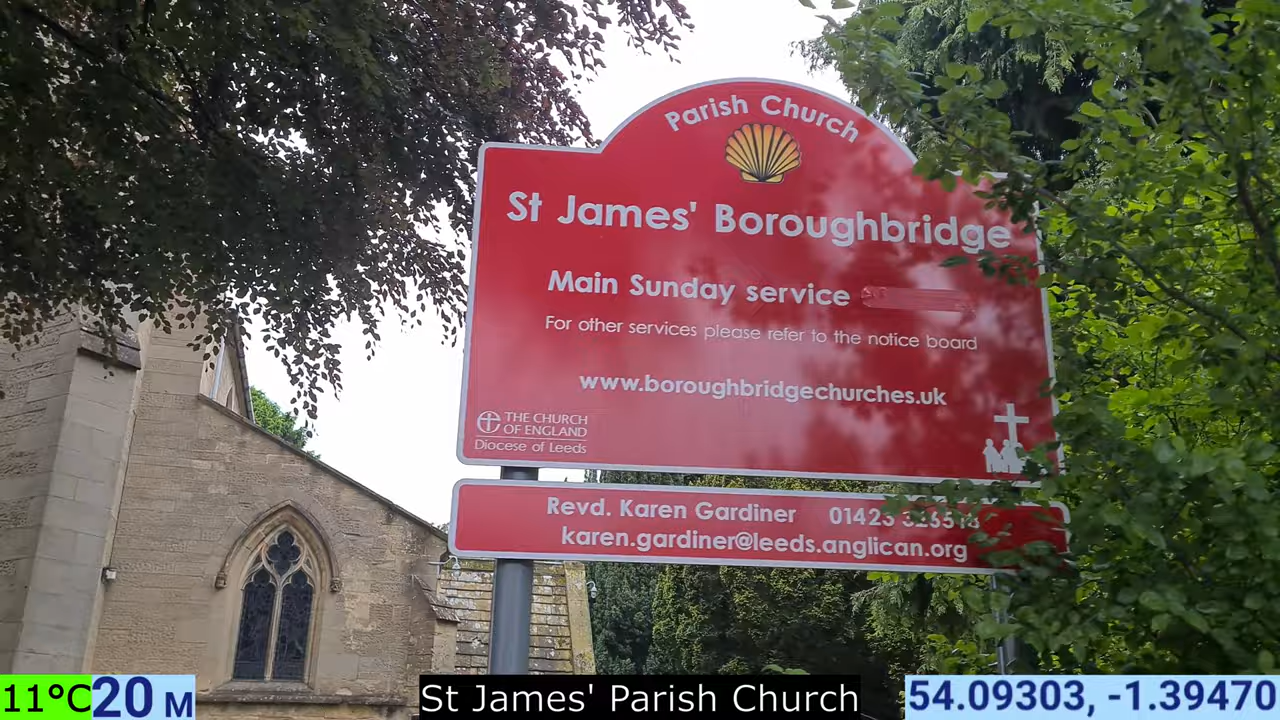 Parish Church
St James' Boroughbridge
Main Sunday service
For other services please refer to the notice board
www.boroughbridgechurches.uk
THE CHURCH
OF ENGLAND
Diocese of Leeds
Revd. Karen Gardiner 01423
karen.gardiner@leeds.anglican.org
11°C 20 M
St James' Parish Church
54.09303, -1.39470